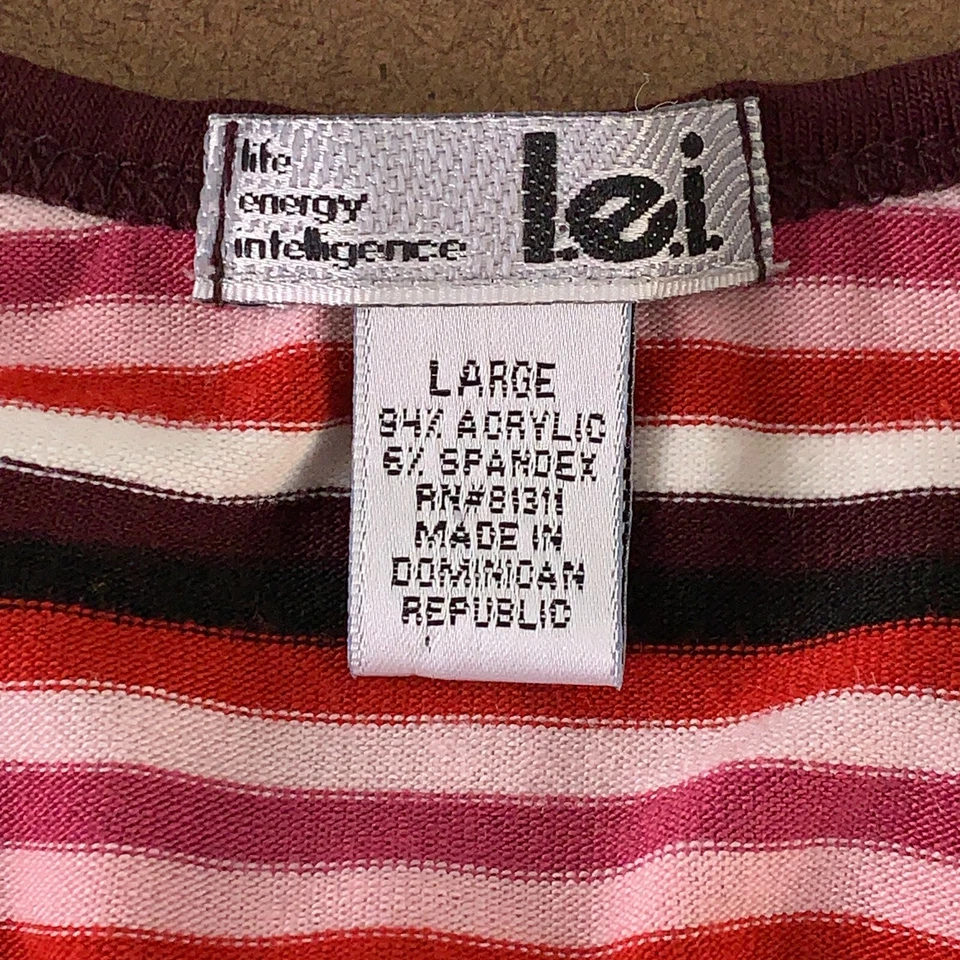 life
energy
intelligence
l.e.i.
LARGE
94% ACRYLIC
6% SPANDEX
RN#81311
MADE IN
DOMINICAN
REPUBLIC